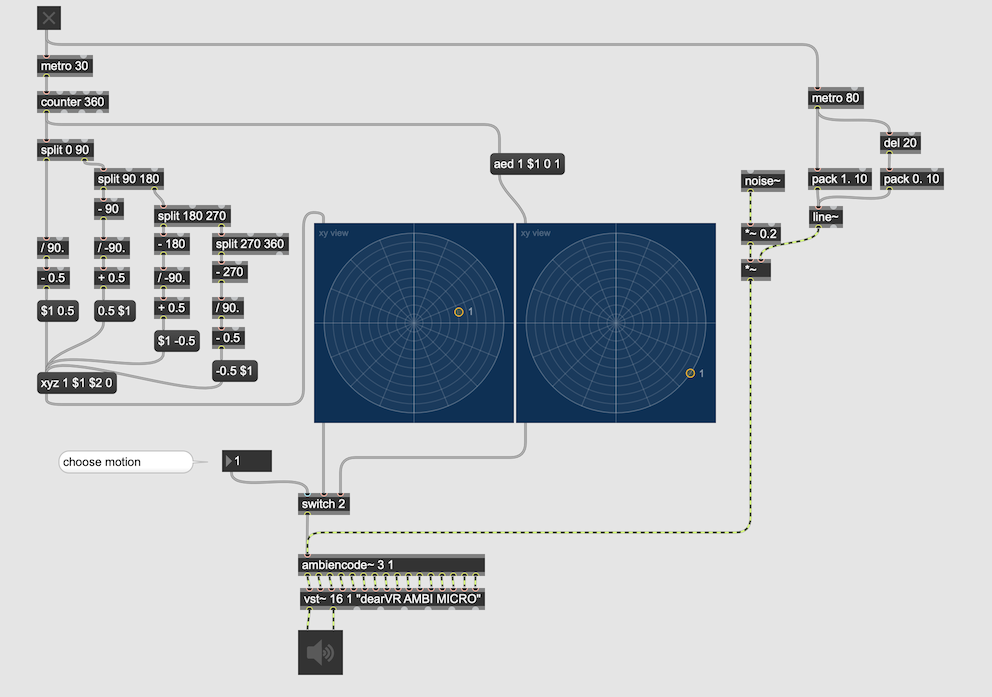 metro 30
metro 80
counter 360
del 20
split 0 90
aed 1 $1 0 1
split 90 180
noise~
pack 1. 10
pack 0. 10
- 90
split 180 270
line~
xy view
xy view
*~ 0.2
/ 90.
/ -90.
- 180
split 270 360
*~
- 0.5
+ 0.5
/ -90.
- 270
$1 0.5
0.5 $1
+ 0.5
/ 90.
1
$1 -0.5
- 0.5
-0.5 $1
1
xyz 1 $1 $2 0
choose motion
1
switch 2
ambiencode~ 3 1
vst~ 16 1 "dearVR AMBI MICRO"